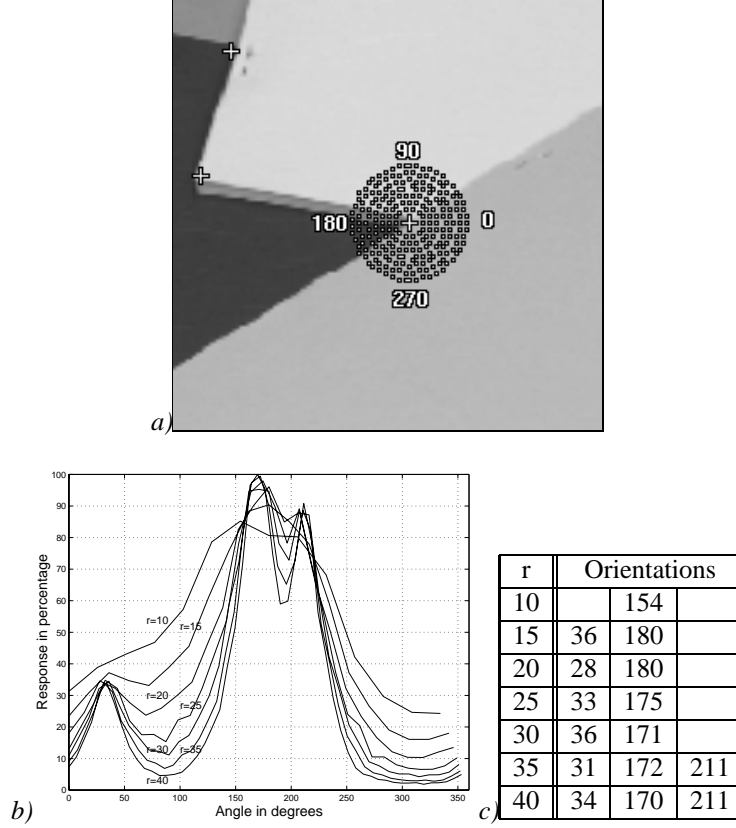 90
180
0
270
a)
100
90
80
70
60
50
40
30
20
10
0
Response in percentage
r=10
r=15
r=20
r=25
r=30
r=35
r=40
0 50 100 150 200 250 300 350
Angle in degrees
b)
r Orientations
10 154
15 36 180
20 28 180
25 33 175
30 36 171
35 31 172 211
40 34 170 211
c)